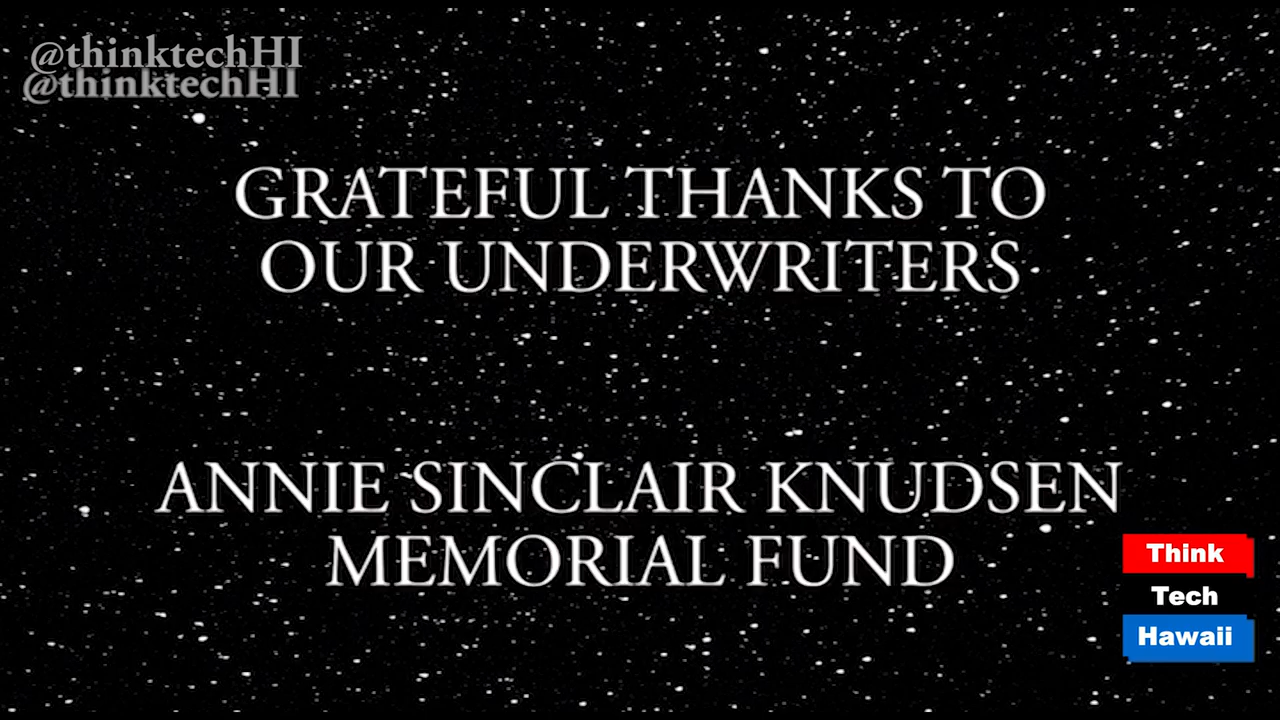 @thinktechHI
@thinktechHI
GRATEFUL THANKS TO
OUR UNDERWRITERS
ANNIE SINCLAIR KNUDSEN
MEMORIAL FUND
Think
Tech
Hawaii